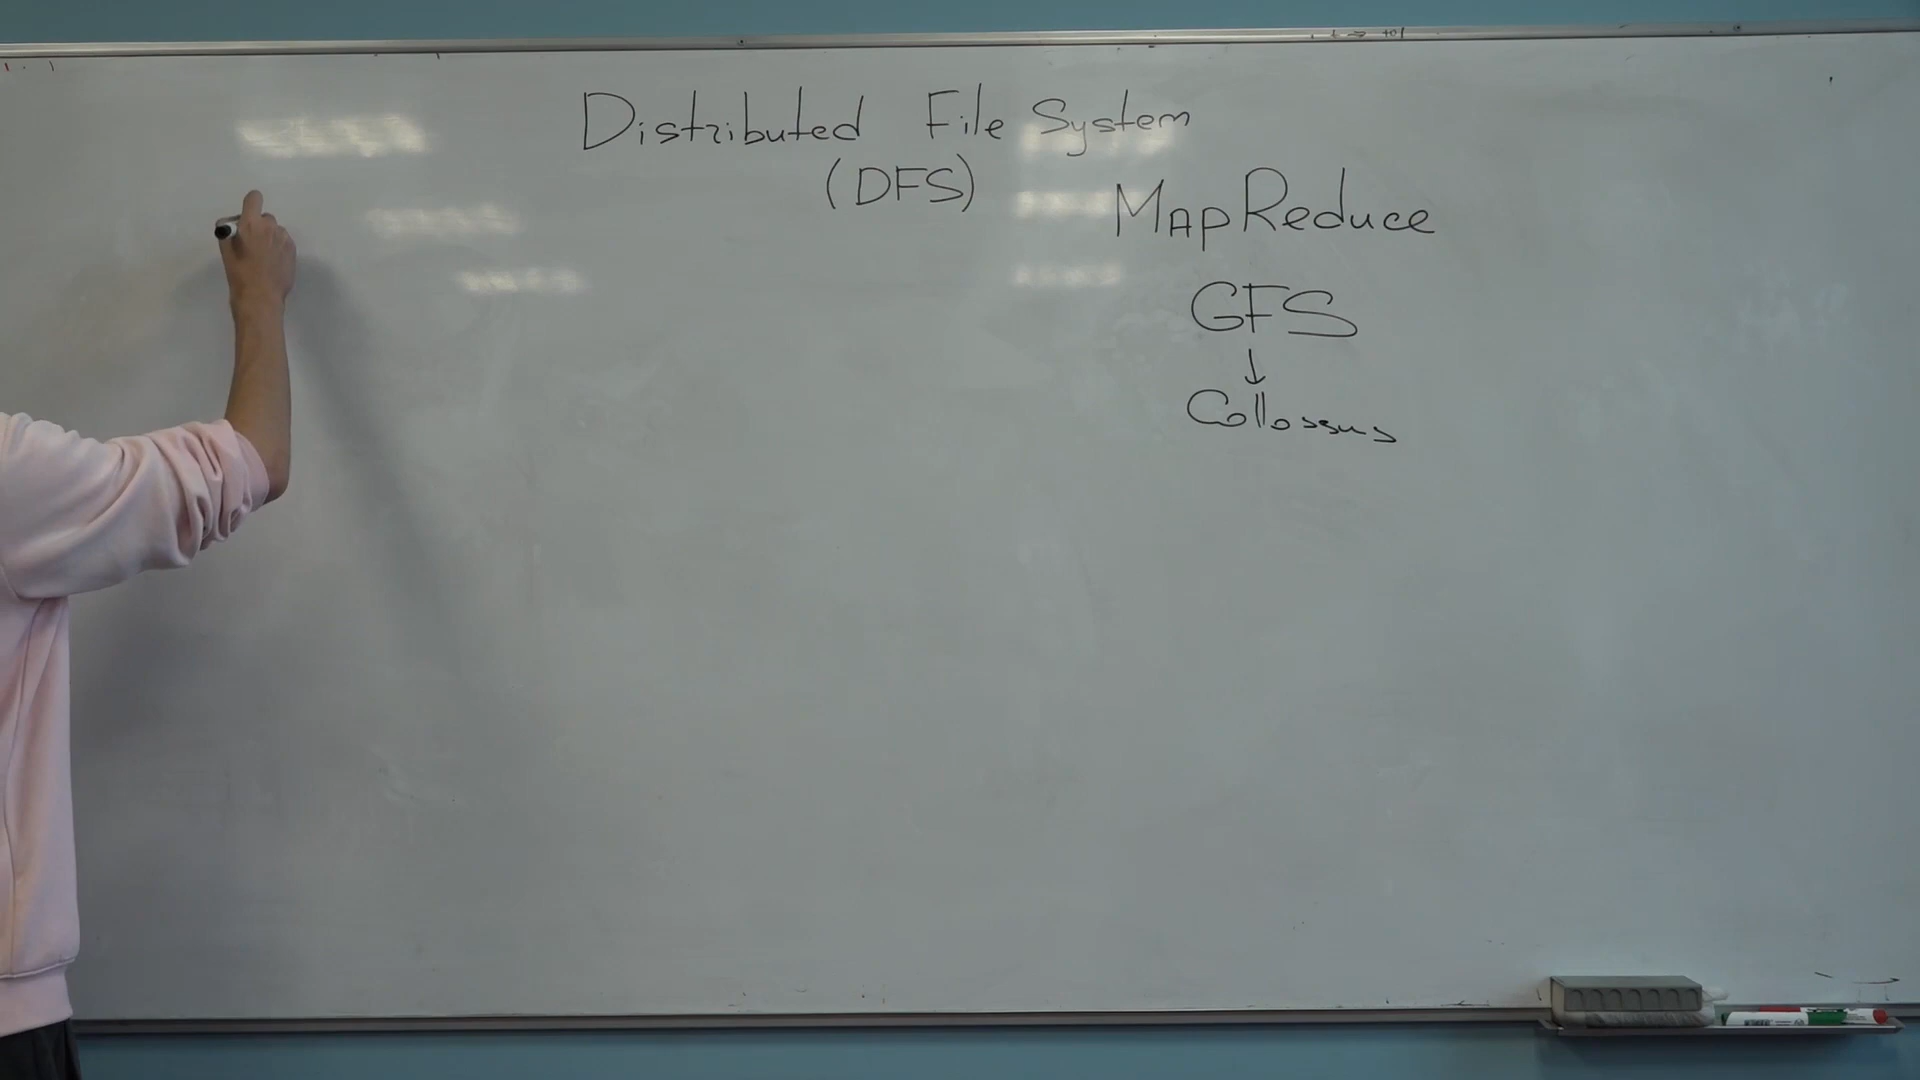 Distributed File System
(DFS)
MapReduce
GFS
↓
Collossus